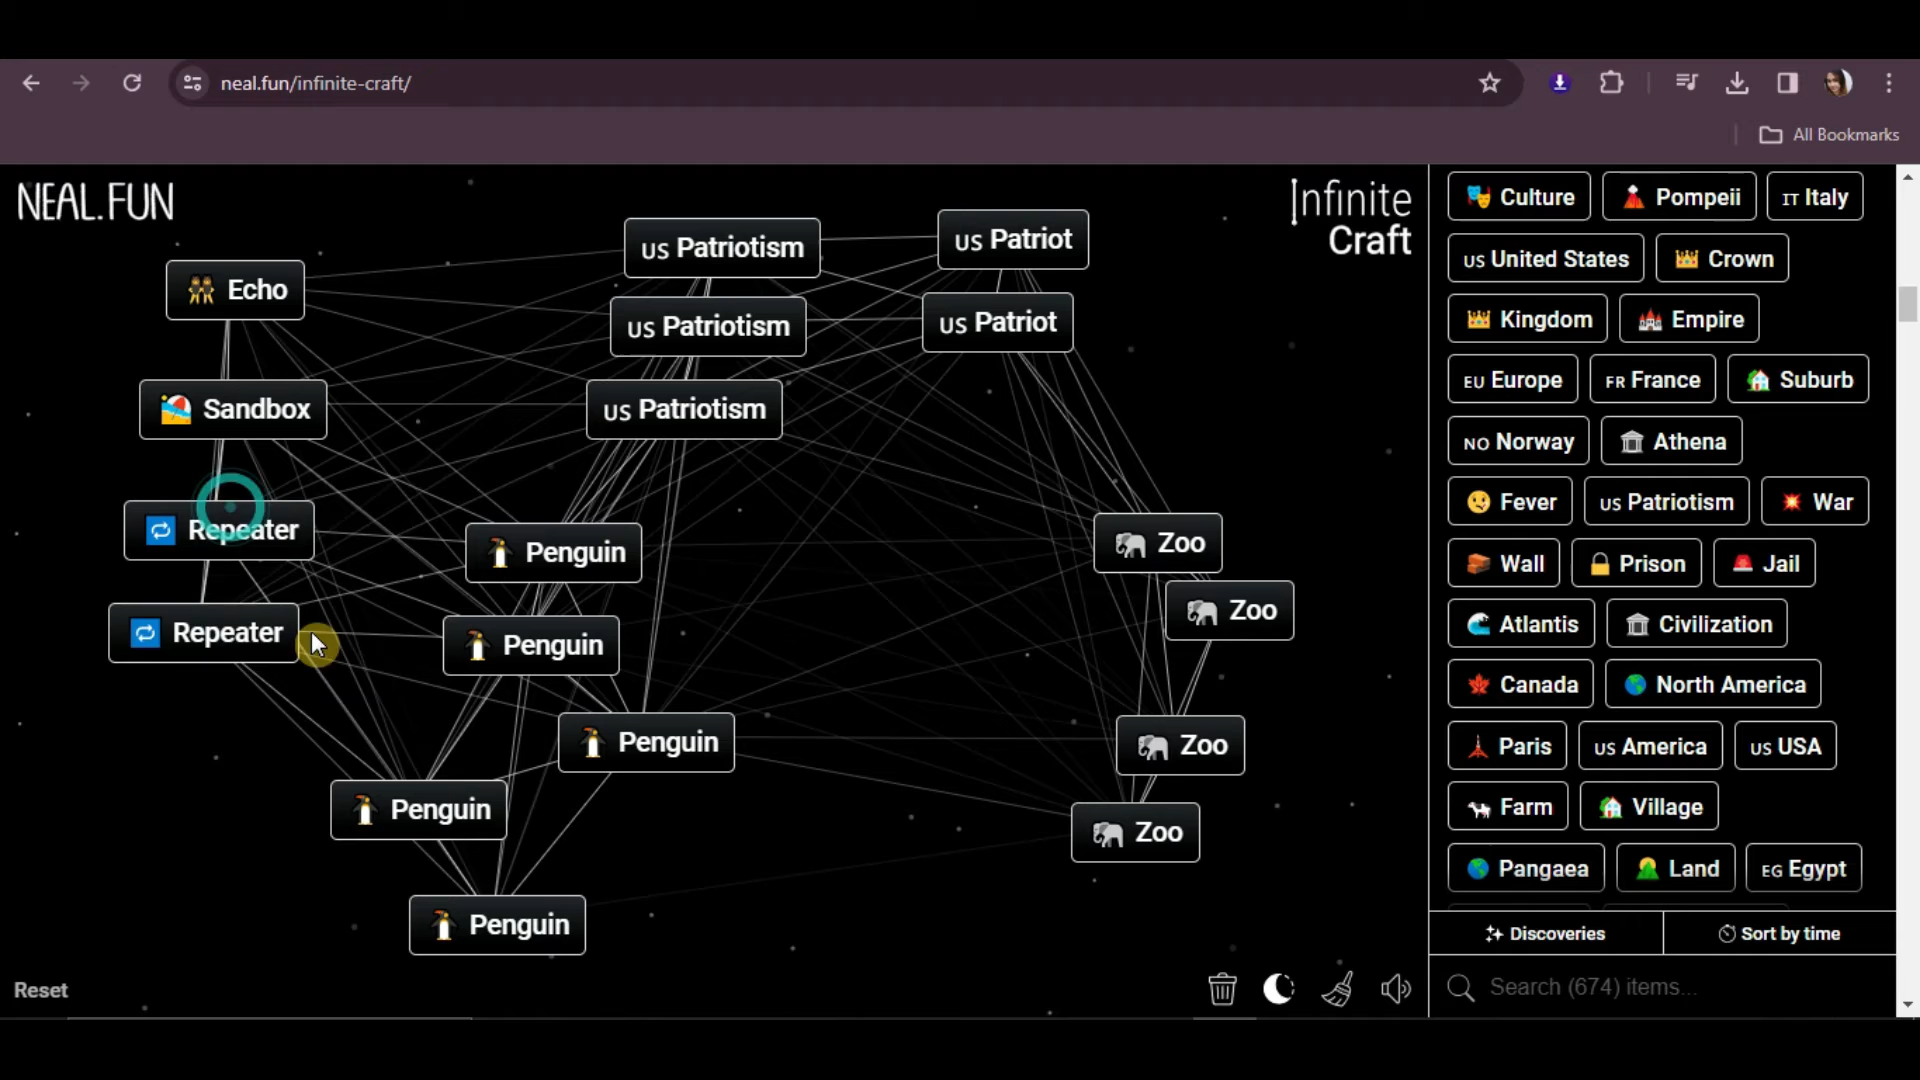 neal.fun/infinite-craft/
All Bookmarks
NEAL.FUN
Infinite
Craft
US Patriotism
US Patriot
Echo
US Patriotism
US Patriot
Sandbox
US Patriotism
Repeater
Penguin
Zoo
Zoo
Repeater
Penguin
Penguin
Zoo
Penguin
Zoo
Penguin
Reset
Culture Pompeii IT Italy
US United States Crown
Kingdom Empire
EU Europe FR France Suburb
NO Norway Athena
Fever US Patriotism War
Wall Prison Jail
Atlantis Civilization
Canada North America
Paris US America US USA
Farm Village
Pangaea Land EG Egypt
Discoveries Sort by time
Search (674) items...